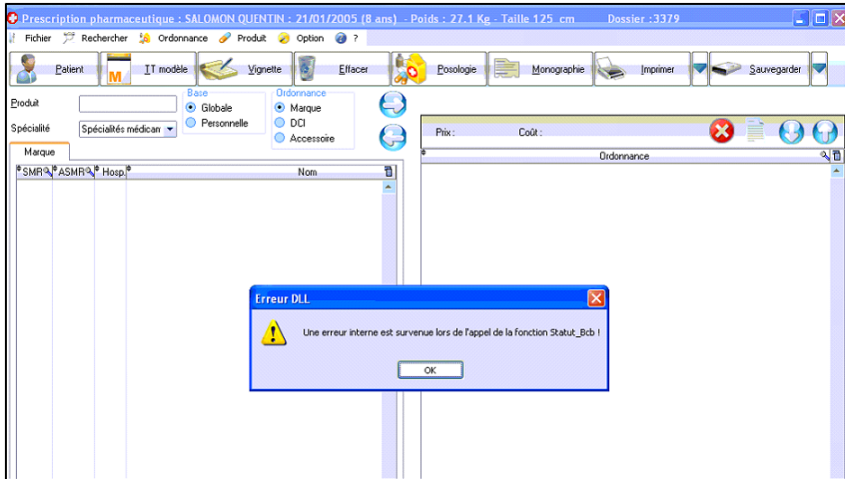 Prescription pharmaceutique : SALOMON QUENTIN : 21/01/2005 (8 ans) - Poids : 27.1 Kg - Taille 125 cm Dossier :3379
Fichier Rechercher Ordonnance Produit Option ?
Patient M TT modèle Vignette Effacer Posologie Monographie Imprimer Sauvegarder
Base Ordonnance
Produit Globale Marque
Spécialité Spécialités médicam Personnelle DCI
Accessoire
Prix : Coût :
Marque
Ordonnance
SMR ASMR Hosp. Nom
Erreur DLL
Une erreur interne est survenue lors de l'appel de la fonction Statut_Bcb !
OK